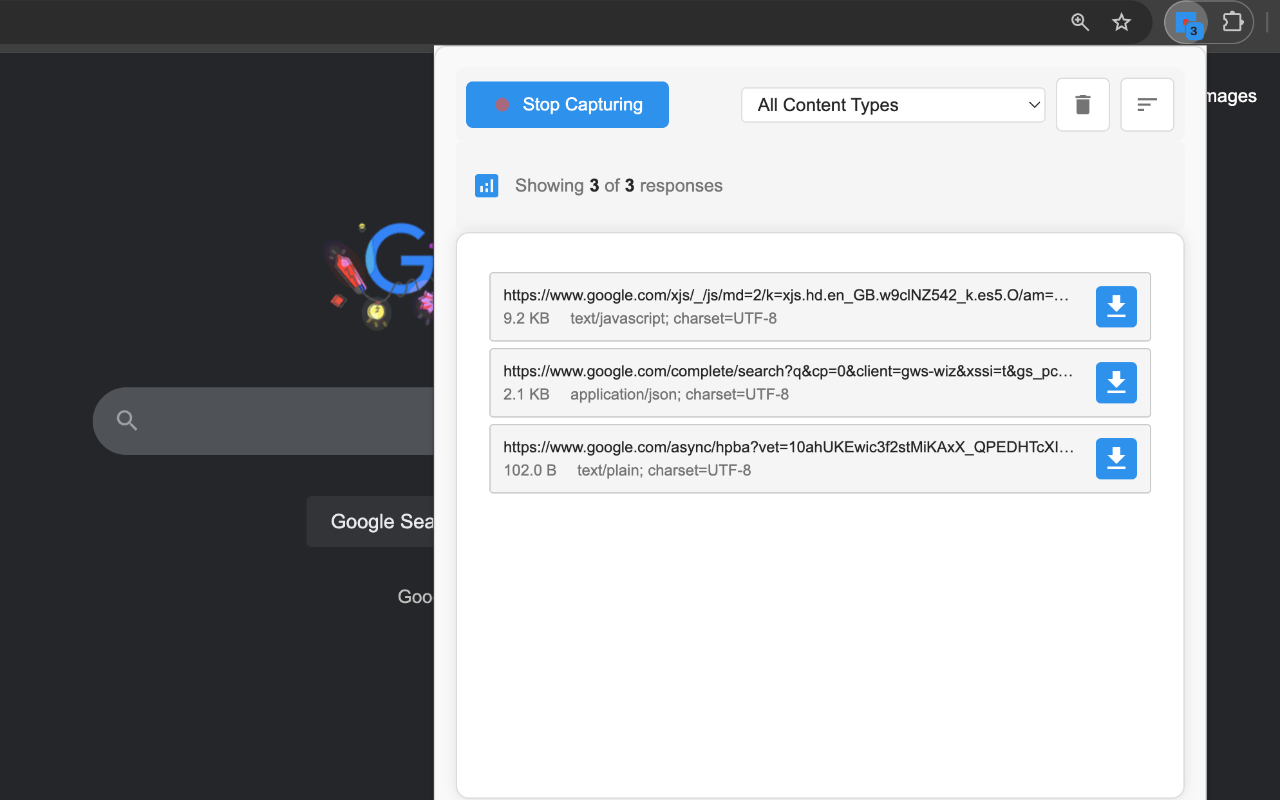 3
Stop Capturing
All Content Types
mages
Showing 3 of 3 responses
https://www.google.com/xjs/_/js/md=2/k=xjs.hd.en_GB.w9clNZ542_k.es5.O/am=…
9.2 KB text/javascript; charset=UTF-8
https://www.google.com/complete/search?q&cp=0&client=gws-wiz&xssi=t&gs_pc…
2.1 KB application/json; charset=UTF-8
https://www.google.com/async/hpba?vet=10ahUKEwic3f2stMiKAxX_QPEDHTcXI…
102.0 B text/plain; charset=UTF-8
G
Google Sea
Goo